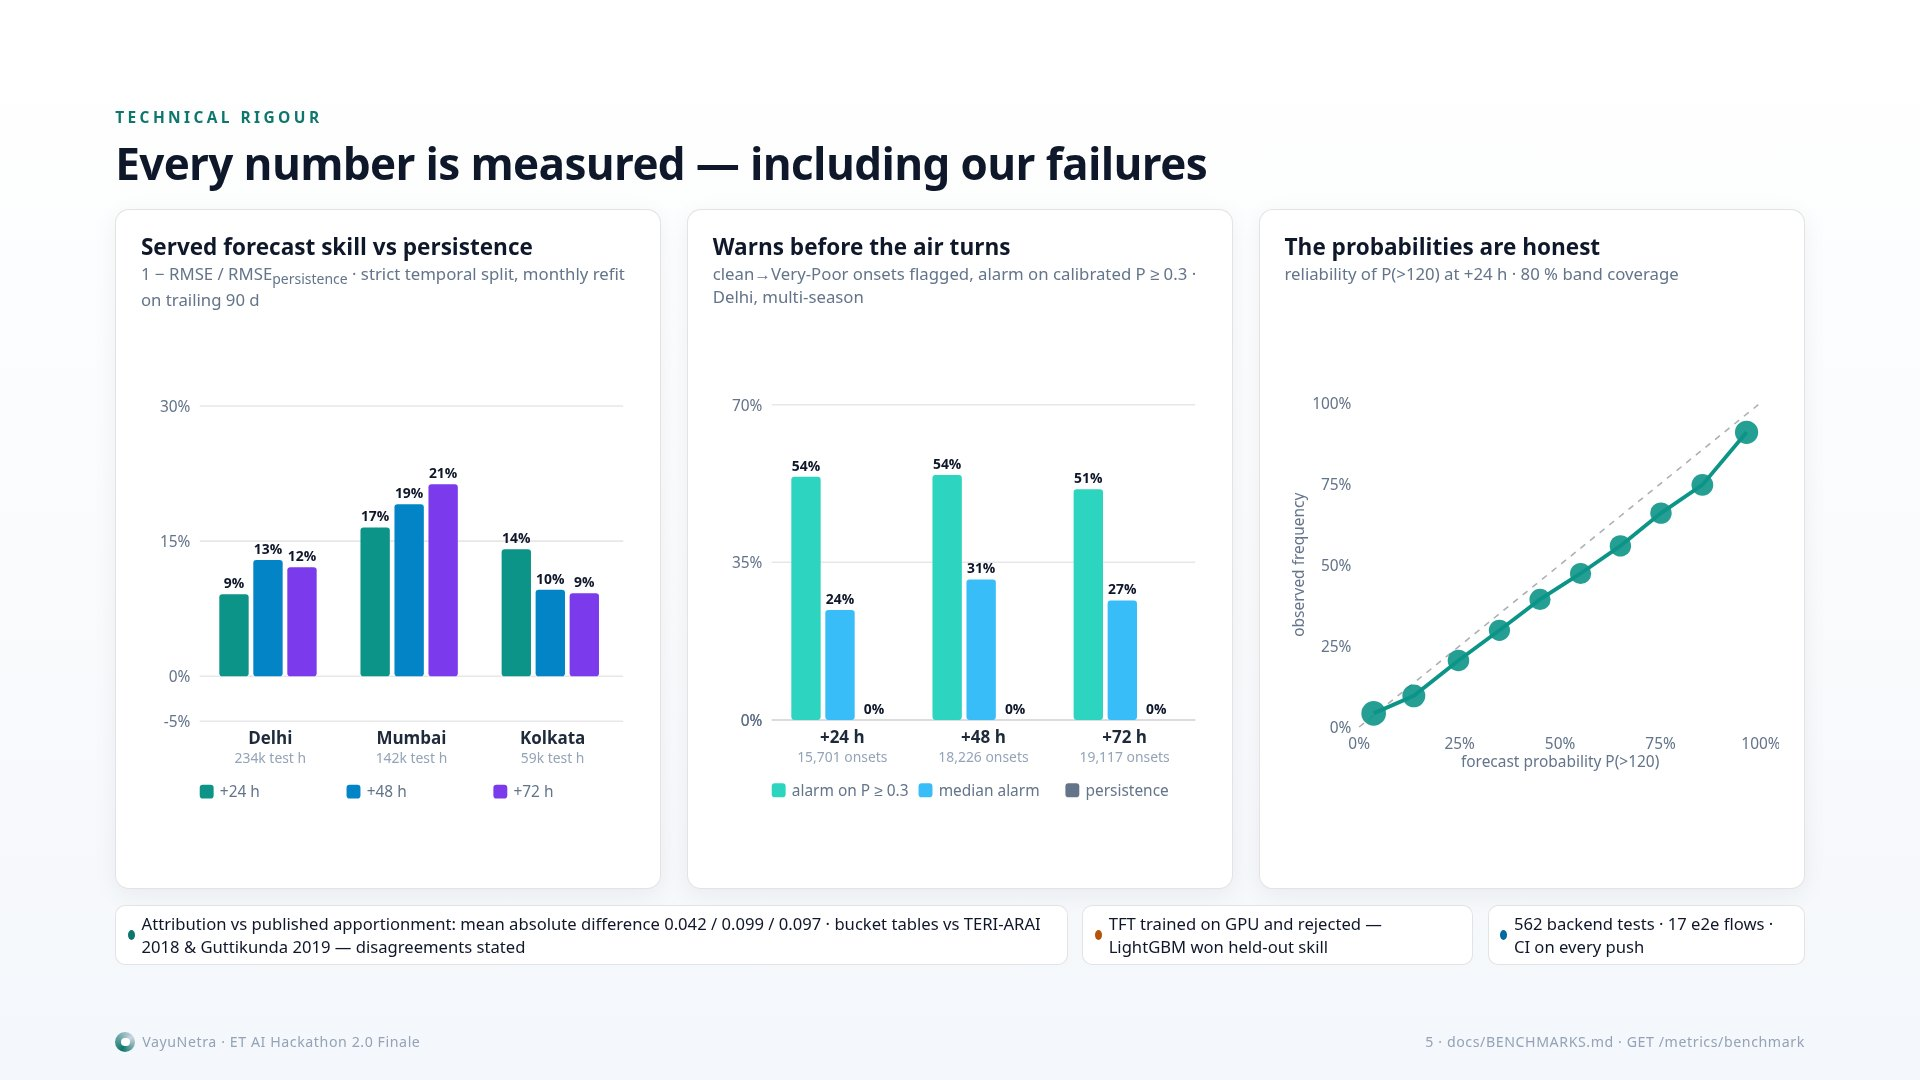 TECHNICAL RIGOUR
Every number is measured — including our failures
Served forecast skill vs persistence
1 − RMSE / RMSEpersistence · strict temporal split, monthly refit
on trailing 90 d
30%
15%
0%
-5%
9%
13%
12%
17%
19%
21%
14%
10%
9%
Delhi
234k test h
Mumbai
142k test h
Kolkata
59k test h
+24 h
+48 h
+72 h
Warns before the air turns
clean→Very-Poor onsets flagged, alarm on calibrated P ≥ 0.3 ·
Delhi, multi-season
70%
35%
0%
54%
24%
0%
54%
31%
0%
51%
27%
0%
+24 h
15,701 onsets
+48 h
18,226 onsets
+72 h
19,117 onsets
alarm on P ≥ 0.3
median alarm
persistence
The probabilities are honest
reliability of P(>120) at +24 h · 80 % band coverage
observed frequency
100%
75%
50%
25%
0%
0%
25%
50%
75%
100%
forecast probability P(>120)
Attribution vs published apportionment: mean absolute difference 0.042 / 0.099 / 0.097 · bucket tables vs TERI-ARAI
2018 & Guttikunda 2019 — disagreements stated
TFT trained on GPU and rejected —
LightGBM won held-out skill
562 backend tests · 17 e2e flows ·
CI on every push
VayuNetra · ET AI Hackathon 2.0 Finale
5 · docs/BENCHMARKS.md · GET /metrics/benchmark